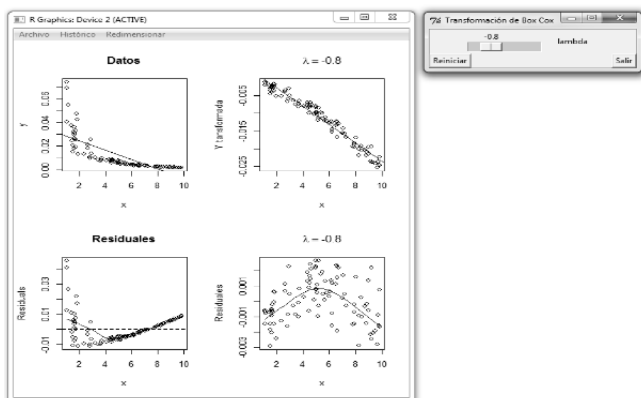 R Graphics: Device 2 (ACTIVE)
Archivo Histórico Redimensionar
Datos
y
0.00 0.02 0.04 0.06
2 4 6 8 10
x
λ = -0.8
Y transformada
-0.025 -0.015 -0.005
2 4 6 8 10
x
Residuales
Residuals
-0.01 0.01 0.03
2 4 6 8 10
x
λ = -0.8
Residuales
-0.003 -0.001 0.001
2 4 6 8 10
x
Transformación de Box Cox
-0.8
lambda
Reiniciar
Salir